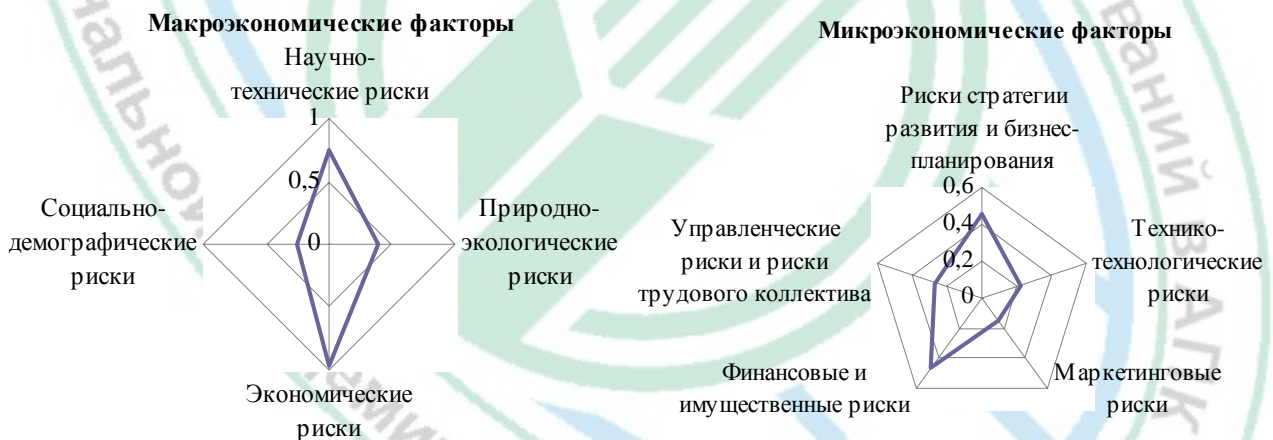 Макроэкономические факторы
Научно-
технические риски
1
0,5
0
Социально-
демографические
риски
Природно-
экологические
риски
Экономические
риски
Микроэкономические факторы
Риски стратегии
развития и бизнес-
планирования
0,6
0,4
0,2
0
Управленческие
риски и риски
трудового коллектива
Технико-
технологические
риски
Финансовые и
имущественные риски
Маркетинговые
риски
ваний в АПК